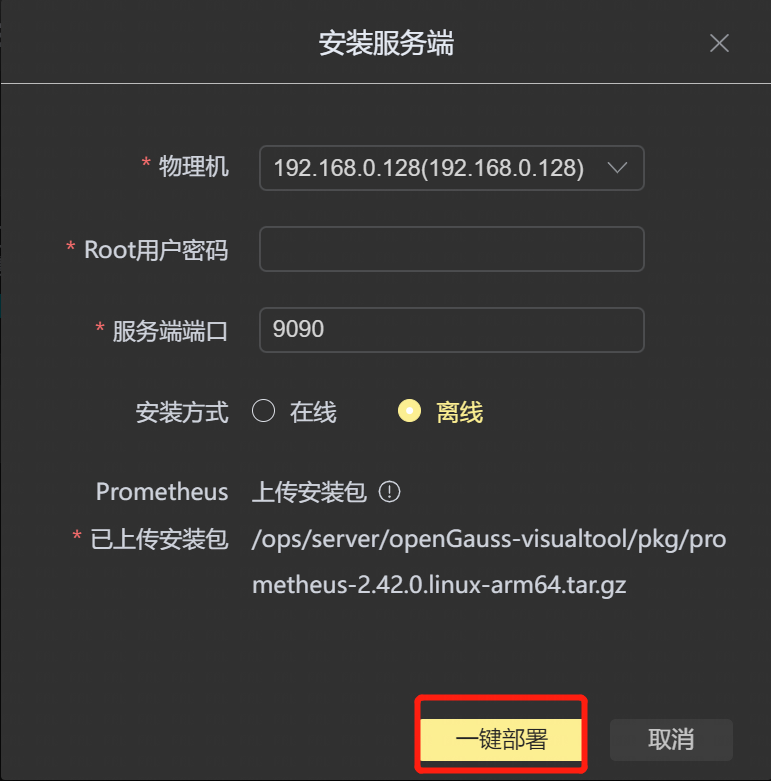 安装服务端
* 物理机 192.168.0.128(192.168.0.128)
* Root用户密码
* 服务端端口 9090
安装方式 在线 离线
Prometheus 上传安装包
* 已上传安装包 /ops/server/openGauss-visualtool/pkg/pro
metheus-2.42.0.linux-arm64.tar.gz
一键部署 取消